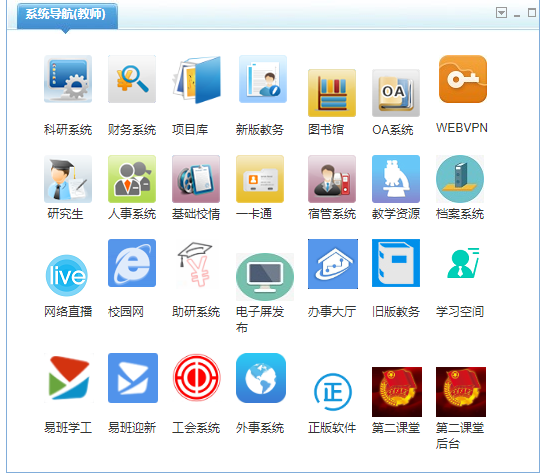 系统导航(教师)
科研系统 财务系统 项目库 新版教务 图书馆 OA系统 WEBVPN
OA
研究生 人事系统 基础校情 一卡通 宿管系统 教学资源 档案系统
live
网络直播 校园网 助研系统 电子屏发布 办事大厅 旧版教务 学习空间
正
易班学工 易班迎新 工会系统 外事系统 正版软件 第二课堂 第二课堂后台